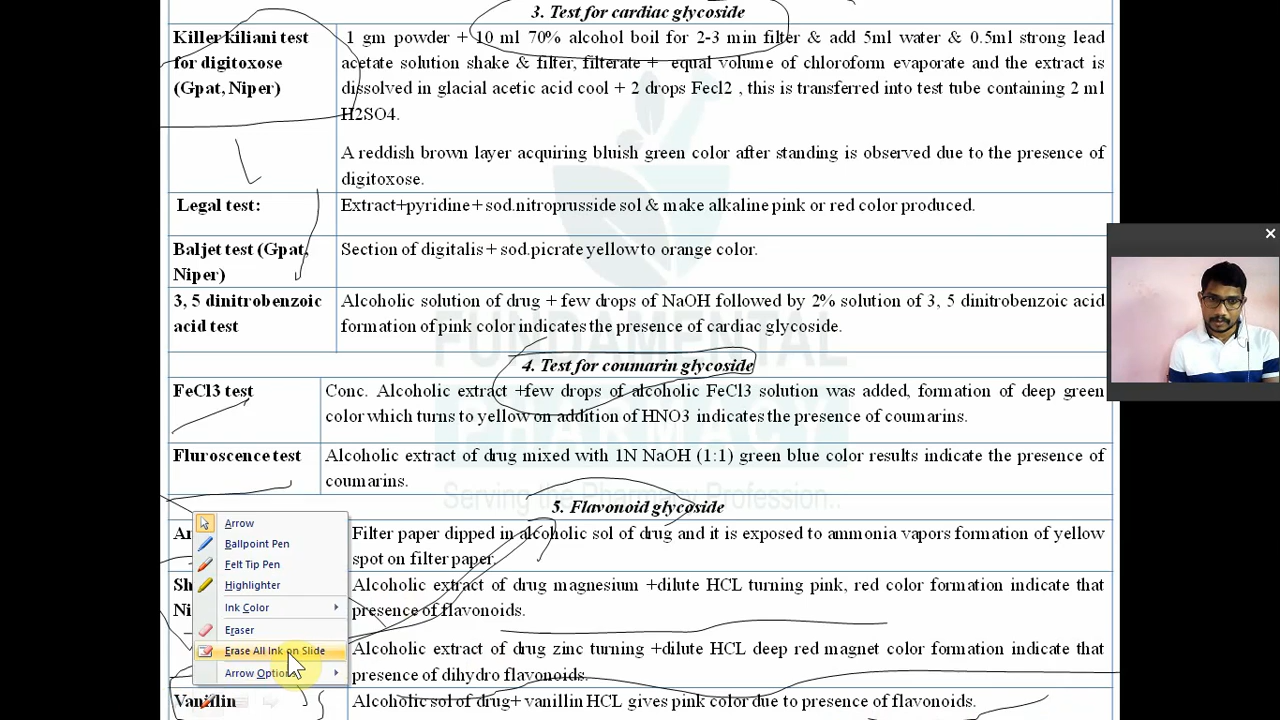 3. Test for cardiac glycoside
Killer kiliani test
for digitoxose
(Gpat, Niper)
1 gm powder + 10 ml 70% alcohol boil for 2-3 min filter & add 5ml water & 0.5ml strong lead
acetate solution shake & filter, filterate + equal volume of chloroform evaporate and the extract is
dissolved in glacial acetic acid cool + 2 drops Fecl2 , this is transferred into test tube containing 2 ml
H2SO4.
A reddish brown layer acquiring bluish green color after standing is observed due to the presence of
digitoxose.
Legal test:
Extract+pyridine+ sod.nitroprusside sol & make alkaline pink or red color produced.
Baljet test (Gpat,
Niper)
Section of digitalis + sod.picrate yellow to orange color.
3, 5 dinitrobenzoic
acid test
Alcoholic solution of drug + few drops of NaOH followed by 2% solution of 3, 5 dinitrobenzoic acid
formation of pink color indicates the presence of cardiac glycoside.
FUNDAMENTAL
PHARMACY
Serving the Pharmacy Profession..
4. Test for coumarin glycoside
FeCl3 test
Conc. Alcoholic extract +few drops of alcoholic FeCl3 solution was added, formation of deep green
color which turns to yellow on addition of HNO3 indicates the presence of coumarins.
Fluroscence test
Alcoholic extract of drug mixed with 1N NaOH (1:1) green blue color results indicate the presence of
coumarins.
5. Flavonoid glycoside
Filter paper dipped in alcoholic sol of drug and it is exposed to ammonia vapors formation of yellow
spot on filter paper.
Alcoholic extract of drug magnesium +dilute HCL turning pink, red color formation indicate that
presence of flavonoids.
Alcoholic extract of drug zinc turning +dilute HCL deep red magnet color formation indicate that
presence of dihydro flavonoids.
Vanillin
Alcoholic sol of drug+ vanillin HCL gives pink color due to presence of flavonoids.
Arrow
Ballpoint Pen
Felt Tip Pen
Highlighter
Ink Color
Eraser
Erase All Ink on Slide
Arrow Options